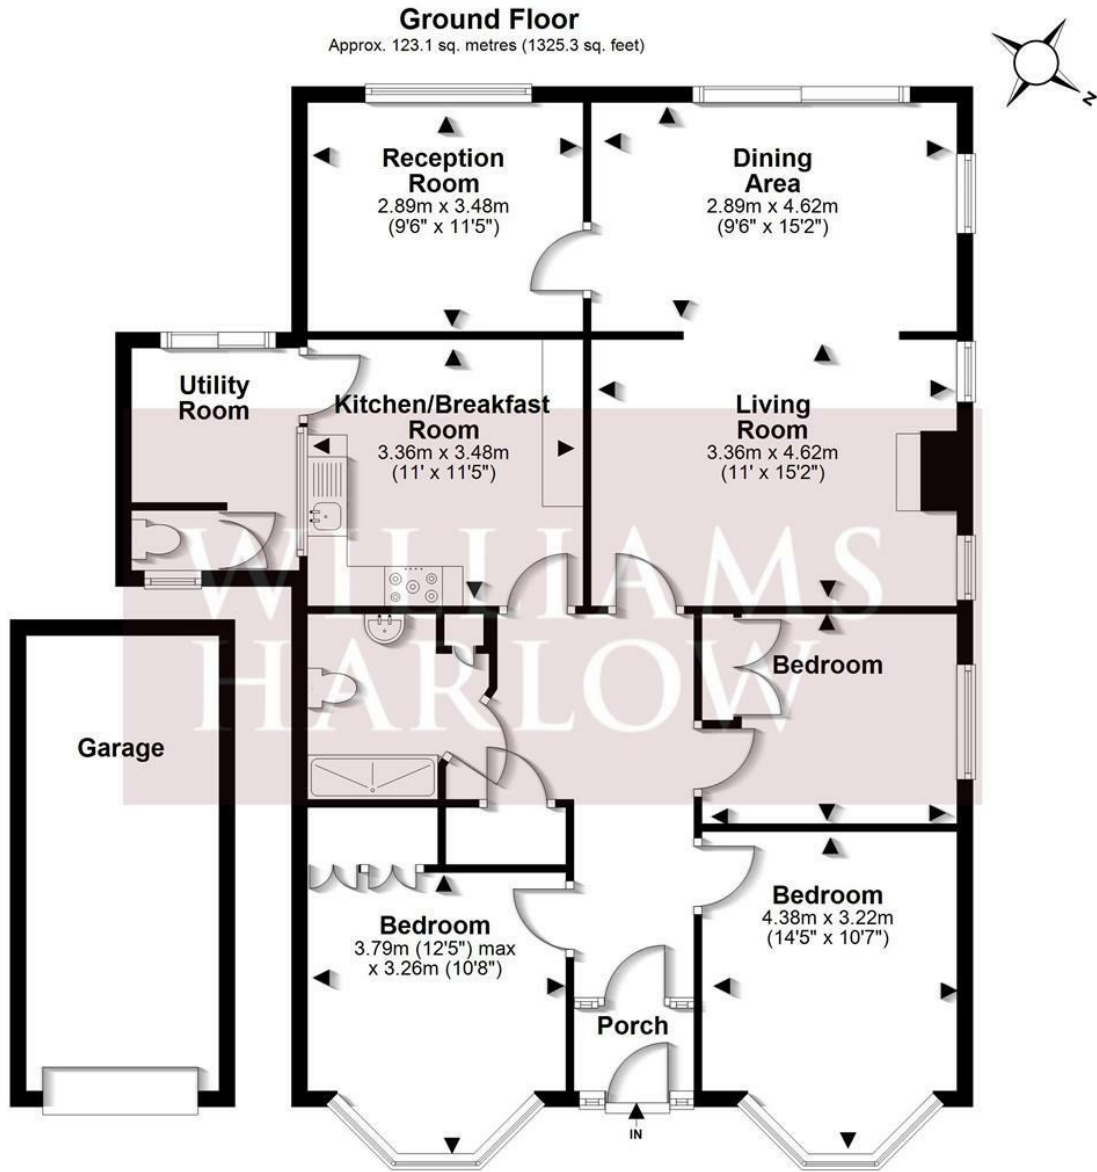 Ground Floor
Approx. 123.1 sq. metres (1325.3 sq. feet)
N
Reception
Room
2.89m x 3.48m
(9'6" x 11'5")
Dining
Area
2.89m x 4.62m
(9'6" x 15'2")
Utility
Room
Kitchen/Breakfast
Room
3.36m x 3.48m
(11' x 11'5")
Living
Room
3.36m x 4.62m
(11' x 15'2")
WILLIAMS
HARLOW
Bedroom
Garage
Bedroom
3.79m (12'5") max
x 3.26m (10'8")
Bedroom
4.38m x 3.22m
(14'5" x 10'7")
Porch
IN